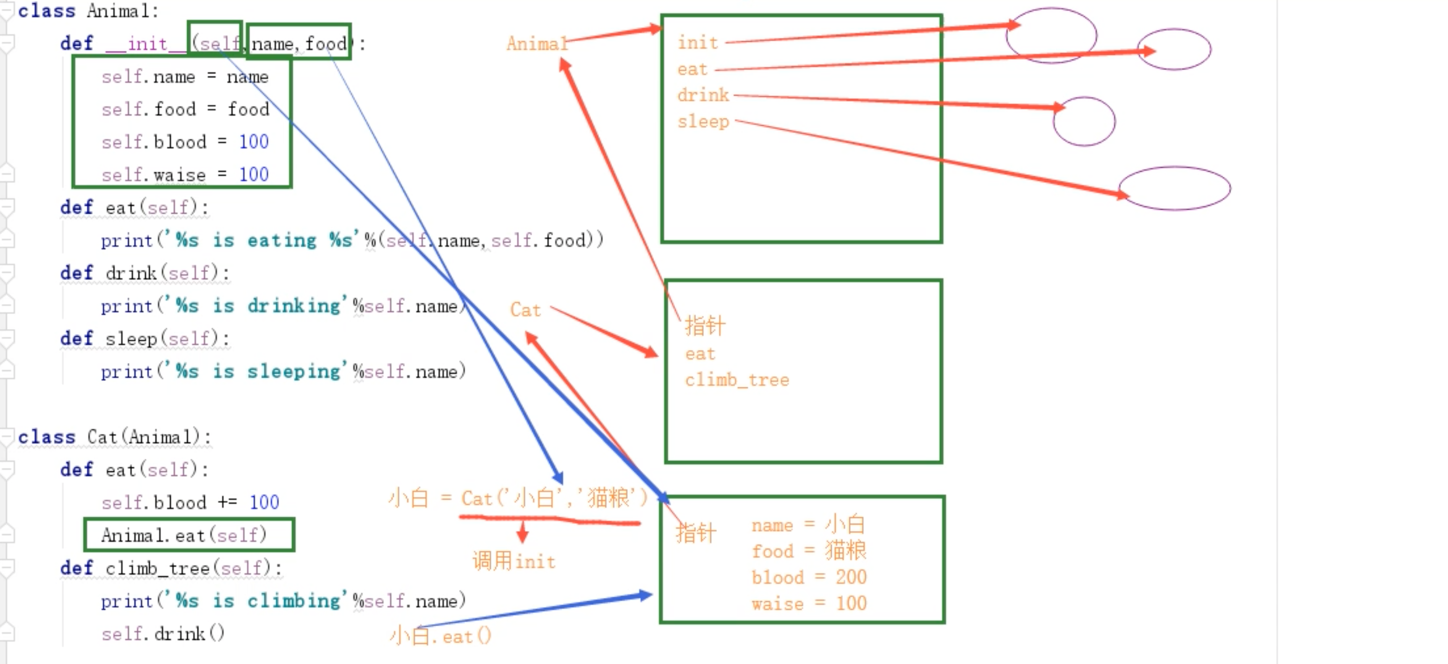 class Animal:
def __init__(self,name,food):
self.name = name
self.food = food
self.blood = 100
self.waise = 100
def eat(self):
print('%s is eating %s'%(self.name,self.food))
def drink(self):
print('%s is drinking'%self.name)
def sleep(self):
print('%s is sleeping'%self.name)
class Cat(Animal):
def eat(self):
self.blood += 100
Animal.eat(self)
def climb_tree(self):
print('%s is climbing'%self.name)
self.drink()
Animal
init
eat
drink
sleep
Cat
指针
eat
climb_tree
小白 = Cat('小白','猫粮')
调用init
小白.eat()
指针
name = 小白
food = 猫粮
blood = 200
waise = 100